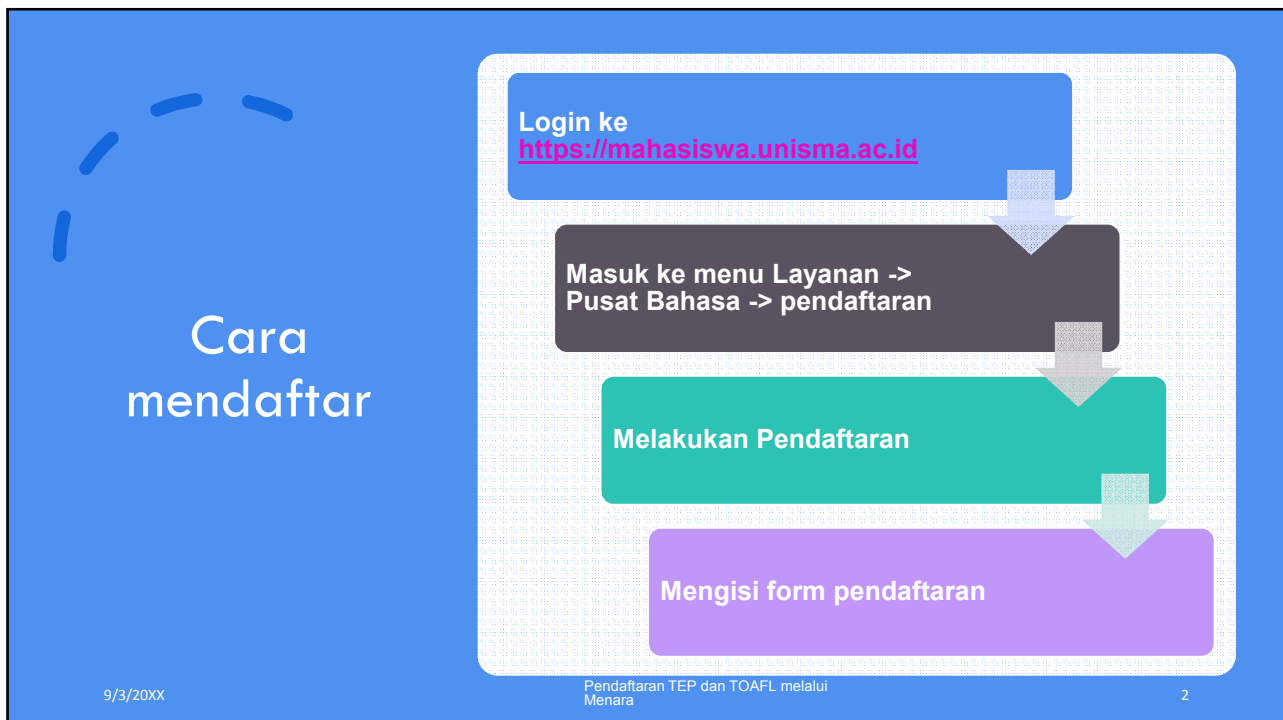 Cara
mendaftar
Login ke
https://mahasiswa.unisma.ac.id
Masuk ke menu Layanan ->
Pusat Bahasa -> pendaftaran
Melakukan Pendaftaran
Mengisi form pendaftaran
9/3/20XX
Pendaftaran TEP dan TOAFL melalui
Menara
2